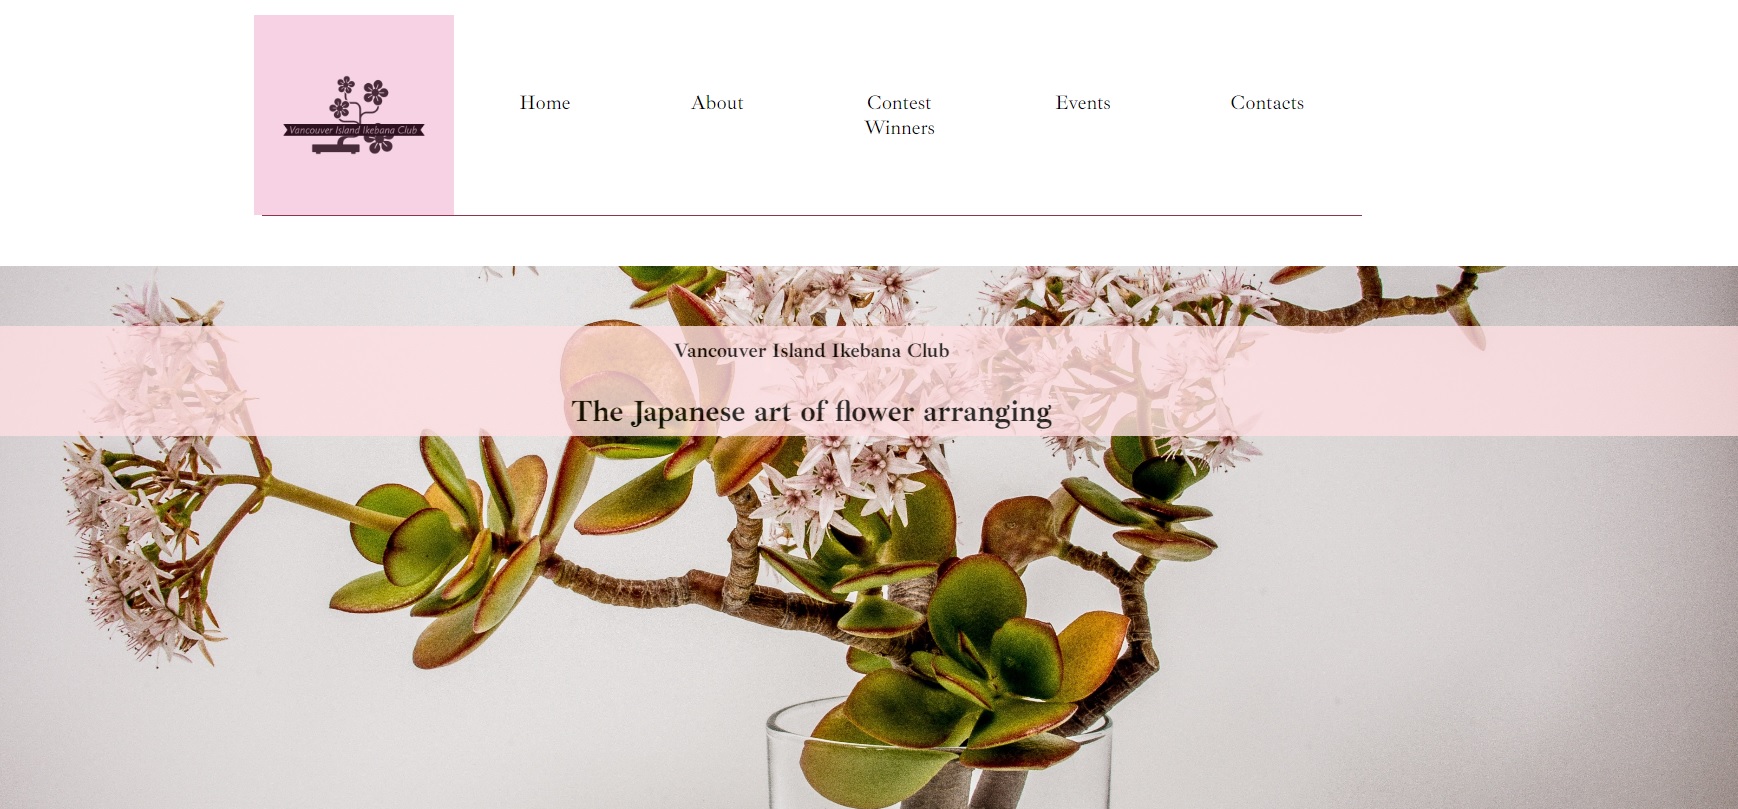 Vancouver Island Ikebana Club
Home
About
Contest
Winners
Events
Contacts
Vancouver Island Ikebana Club
The Japanese art of flower arranging